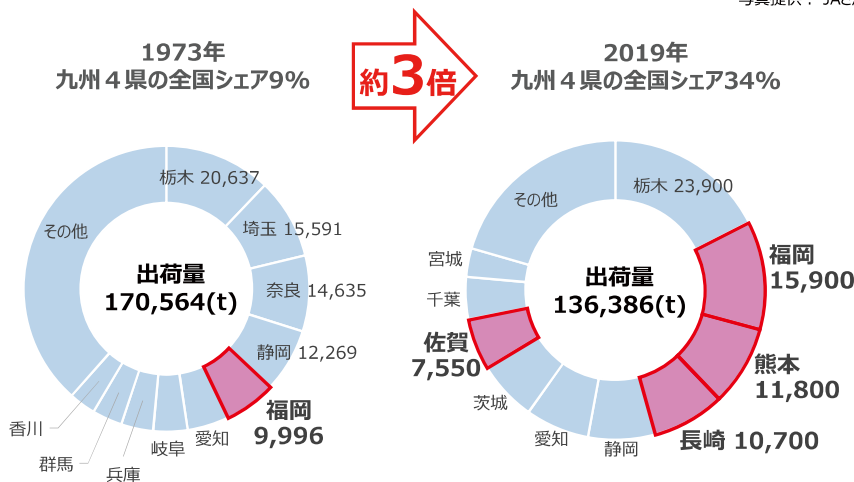 1973年
九州４県の全国シェア9%
約3倍
2019年
九州４県の全国シェア34%
栃木 20,637
埼玉 15,591
奈良 14,635
静岡 12,269
福岡
9,996
愛知
岐阜
兵庫
群馬
香川
その他
出荷量
170,564(t)
栃木 23,900
福岡
15,900
熊本
11,800
長崎 10,700
静岡
愛知
茨城
佐賀
7,550
千葉
宮城
その他
出荷量
136,386(t)